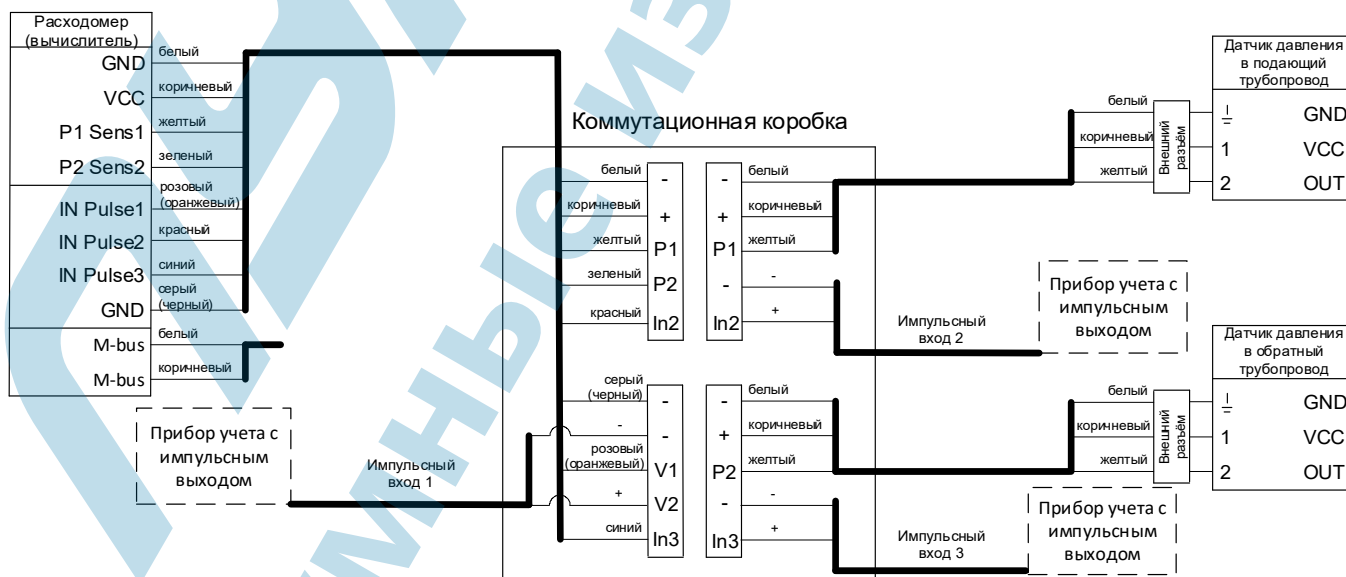 Расходомер
(вычислитель)
GND
белый
VCC
коричневый
P1 Sens1
желтый
P2 Sens2
зеленый
IN Pulse1
розовый
(оранжевый)
IN Pulse2
красный
IN Pulse3
синий
GND
серый
(черный)
M-bus
белый
M-bus
коричневый
Прибор учета с
импульсным
выходом
Импульсный
вход 1
Коммутационная коробка
белый
-
коричневый
+
желтый
P1
зеленый
P2
красный
In2
-
белый
+
коричневый
P1
желтый
-
-
In2
+
Импульсный
вход 2
Прибор учета с
импульсным
выходом
серый
(черный)
-
-
-
розовый
(оранжевый)
V1
+
V2
синий
In3
-
белый
+
коричневый
P2
желтый
-
-
In3
+
Импульсный
вход 3
Прибор учета с
импульсным
выходом
Датчик давления
в подающий
трубопровод
белый
GND
коричневый
1
VCC
желтый
2
OUT
Внешний
разъём
Датчик давления
в обратный
трубопровод
белый
GND
коричневый
1
VCC
желтый
2
OUT
Внешний
разъём
умные из